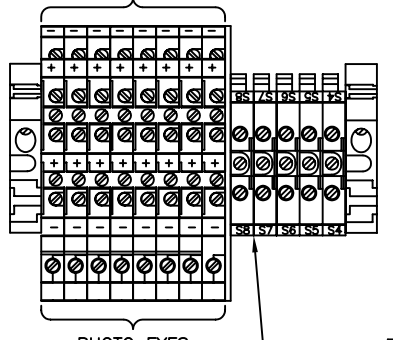 − − − − − − − −
+ + + + + + + +
S8 S7 S6 S5 S4
+ + + + + + + +
− − − − − − − −
S8 S7 S6 S5 S4
PHOTO EYES